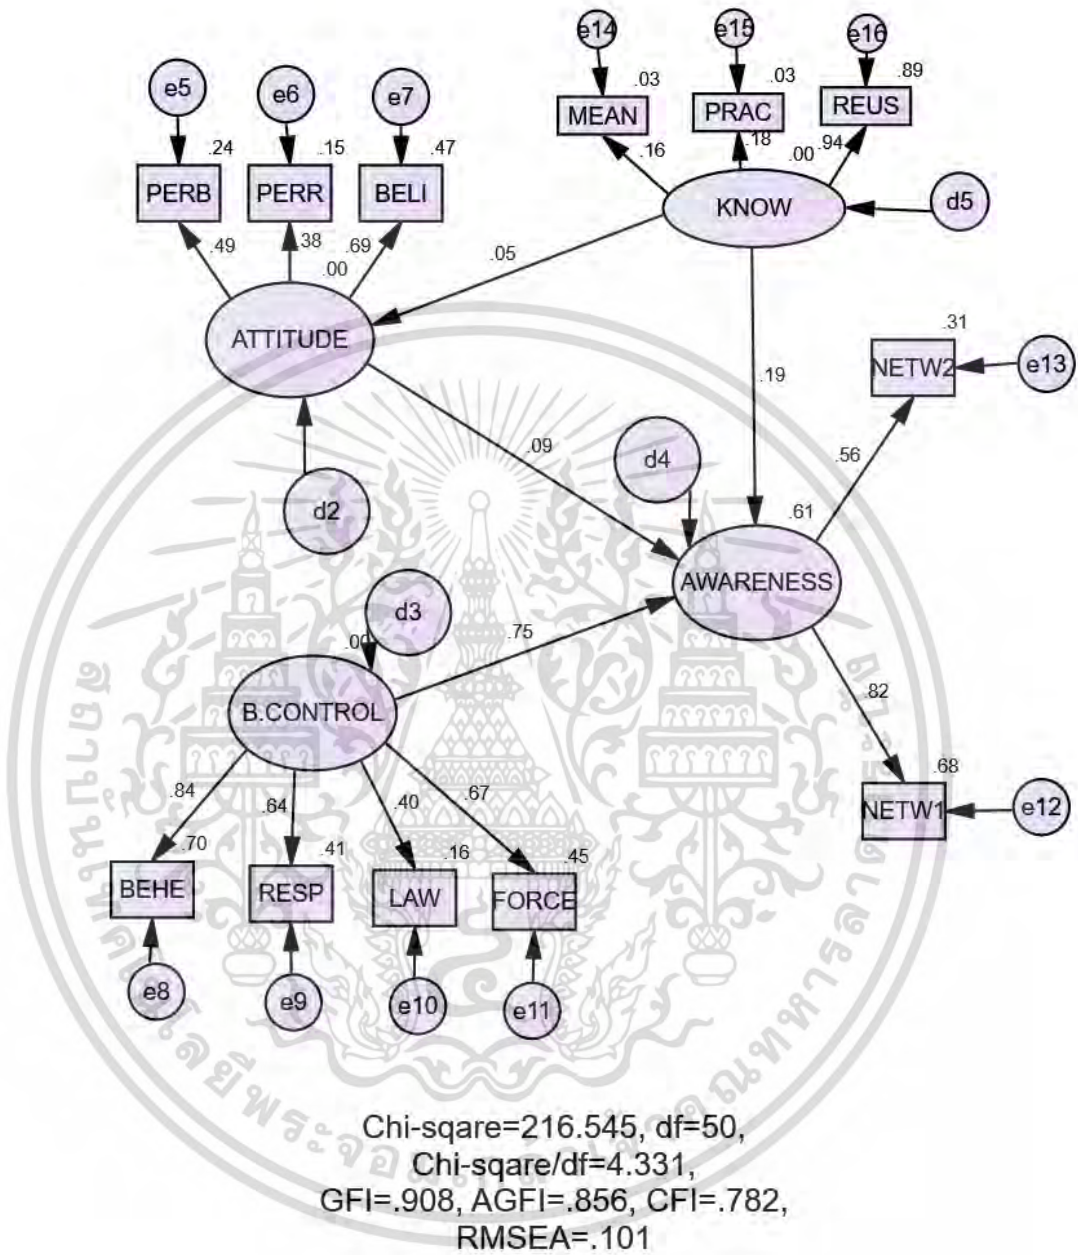 e14 e15 e16
e5 e6 e7
.03 .03 .89
MEAN PRAC REUS
.24 .15 .47
.16 .18 .00 .94
PERB PERR BELI
KNOW d5
.49 .38 .69
.00
.05
ATTITUDE
.31
NETW2 e13
.19
.09
.56
d4
d2
.61
AWARENESS
d3
.75
.00
B.CONTROL
.82
.68
.84 .64 .40 .67
NETW1 e12
.70 .41 .16 .45
BEHE RESP LAW FORCE
e8 e9 e10 e11
Chi-sqare=216.545, df=50,
Chi-sqare/df=4.331,
GFI=.908, AGFI=.856, CFI=.782,
RMSEA=.101